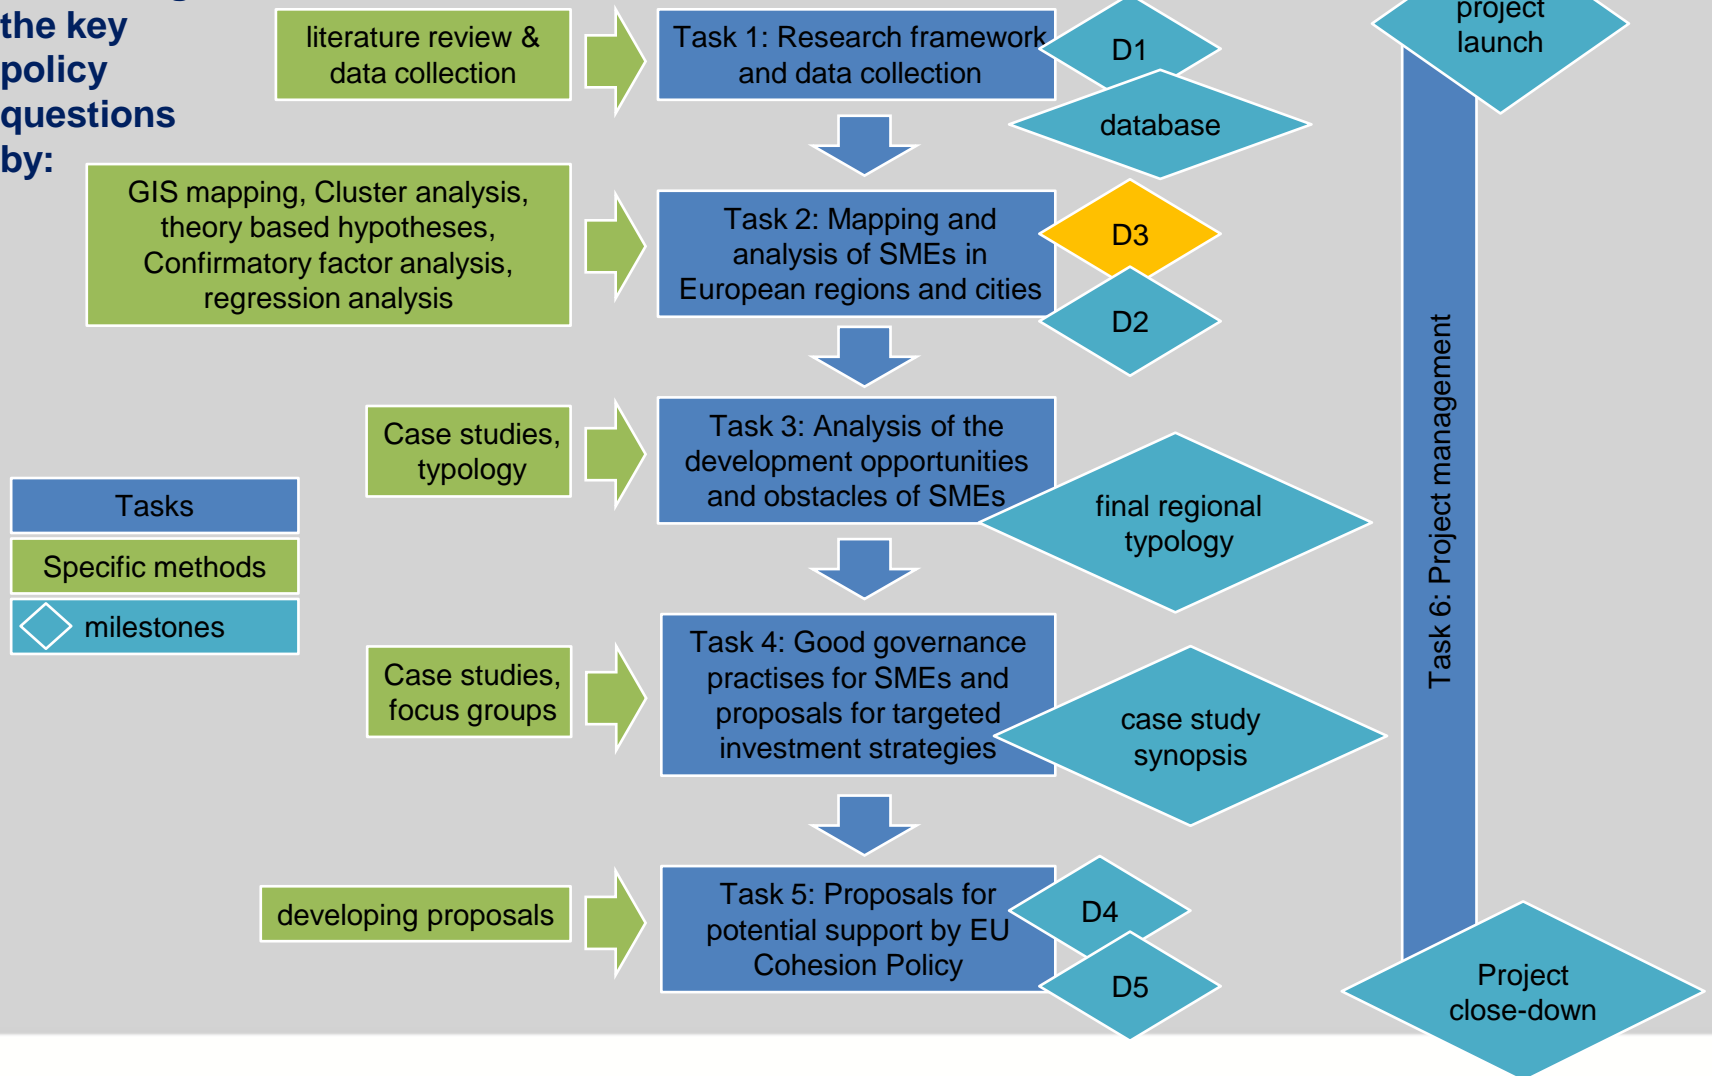 the key
policy
questions
by:
literature review &
data collection
Task 1: Research framework
and data collection
D1
database
project
launch
GIS mapping, Cluster analysis,
theory based hypotheses,
Confirmatory factor analysis,
regression analysis
Task 2: Mapping and
analysis of SMEs in
European regions and cities
D3
D2
Case studies,
typology
Task 3: Analysis of the
development opportunities
and obstacles of SMEs
final regional
typology
Tasks
Specific methods
milestones
Case studies,
focus groups
Task 4: Good governance
practises for SMEs and
proposals for targeted
investment strategies
case study
synopsis
developing proposals
Task 5: Proposals for
potential support by EU
Cohesion Policy
D4
D5
Task 6: Project management
Project
close-down